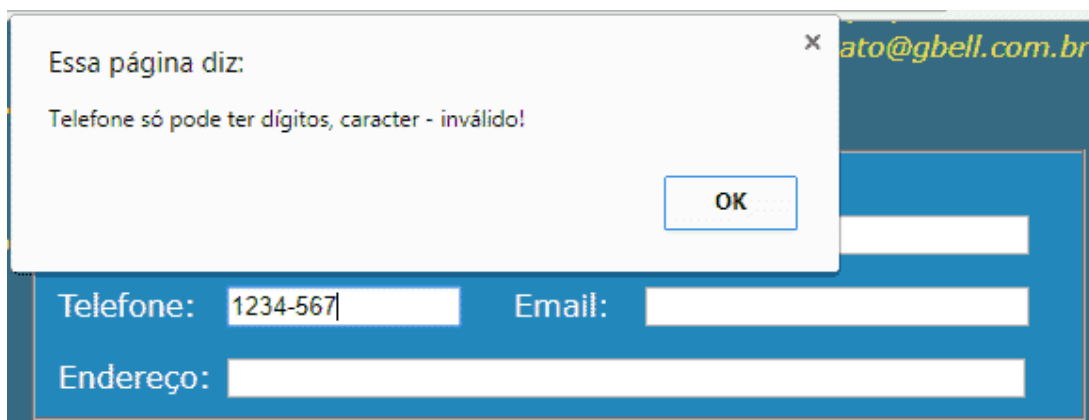 Essa página diz:
ato@gbell.com.br
Telefone só pode ter dígitos, caracter - inválido!
OK
Telefone: 1234-567 Email:
Endereço: